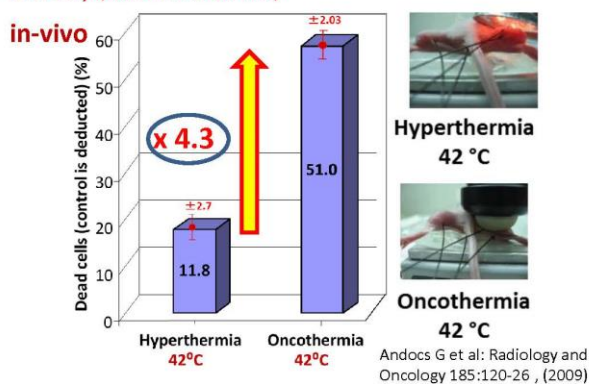 in-vivo
Dead cells (control is deducted) (%)
60
50
40
30
20
10
0
x 4.3
±2.7
11.8
±2.03
51.0
Hyperthermia
42°C
Oncothermia
42°C
Hyperthermia
42 °C
Oncothermia
42 °C
Andocs G et al: Radiology and
Oncology 185:120-26 , (2009)